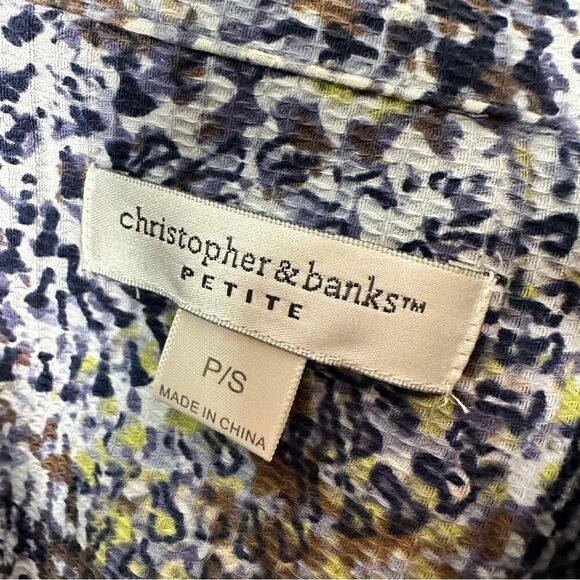 christopher & banks™
PETITE
P/S
MADE IN CHINA